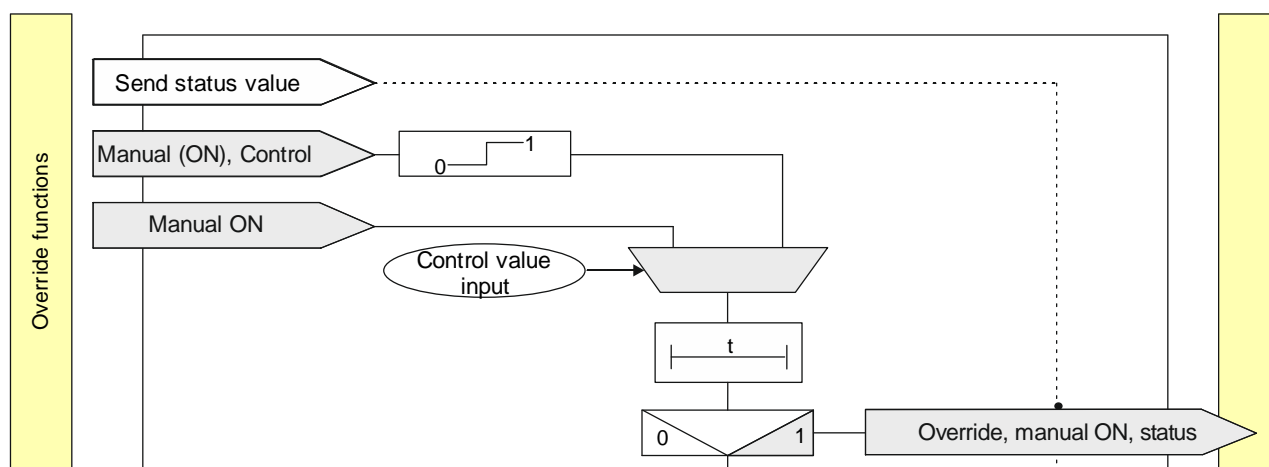 Override functions
Send status value
Manual (ON), Control
0
1
Manual ON
Control value
input
t
0
1
Override, manual ON, status